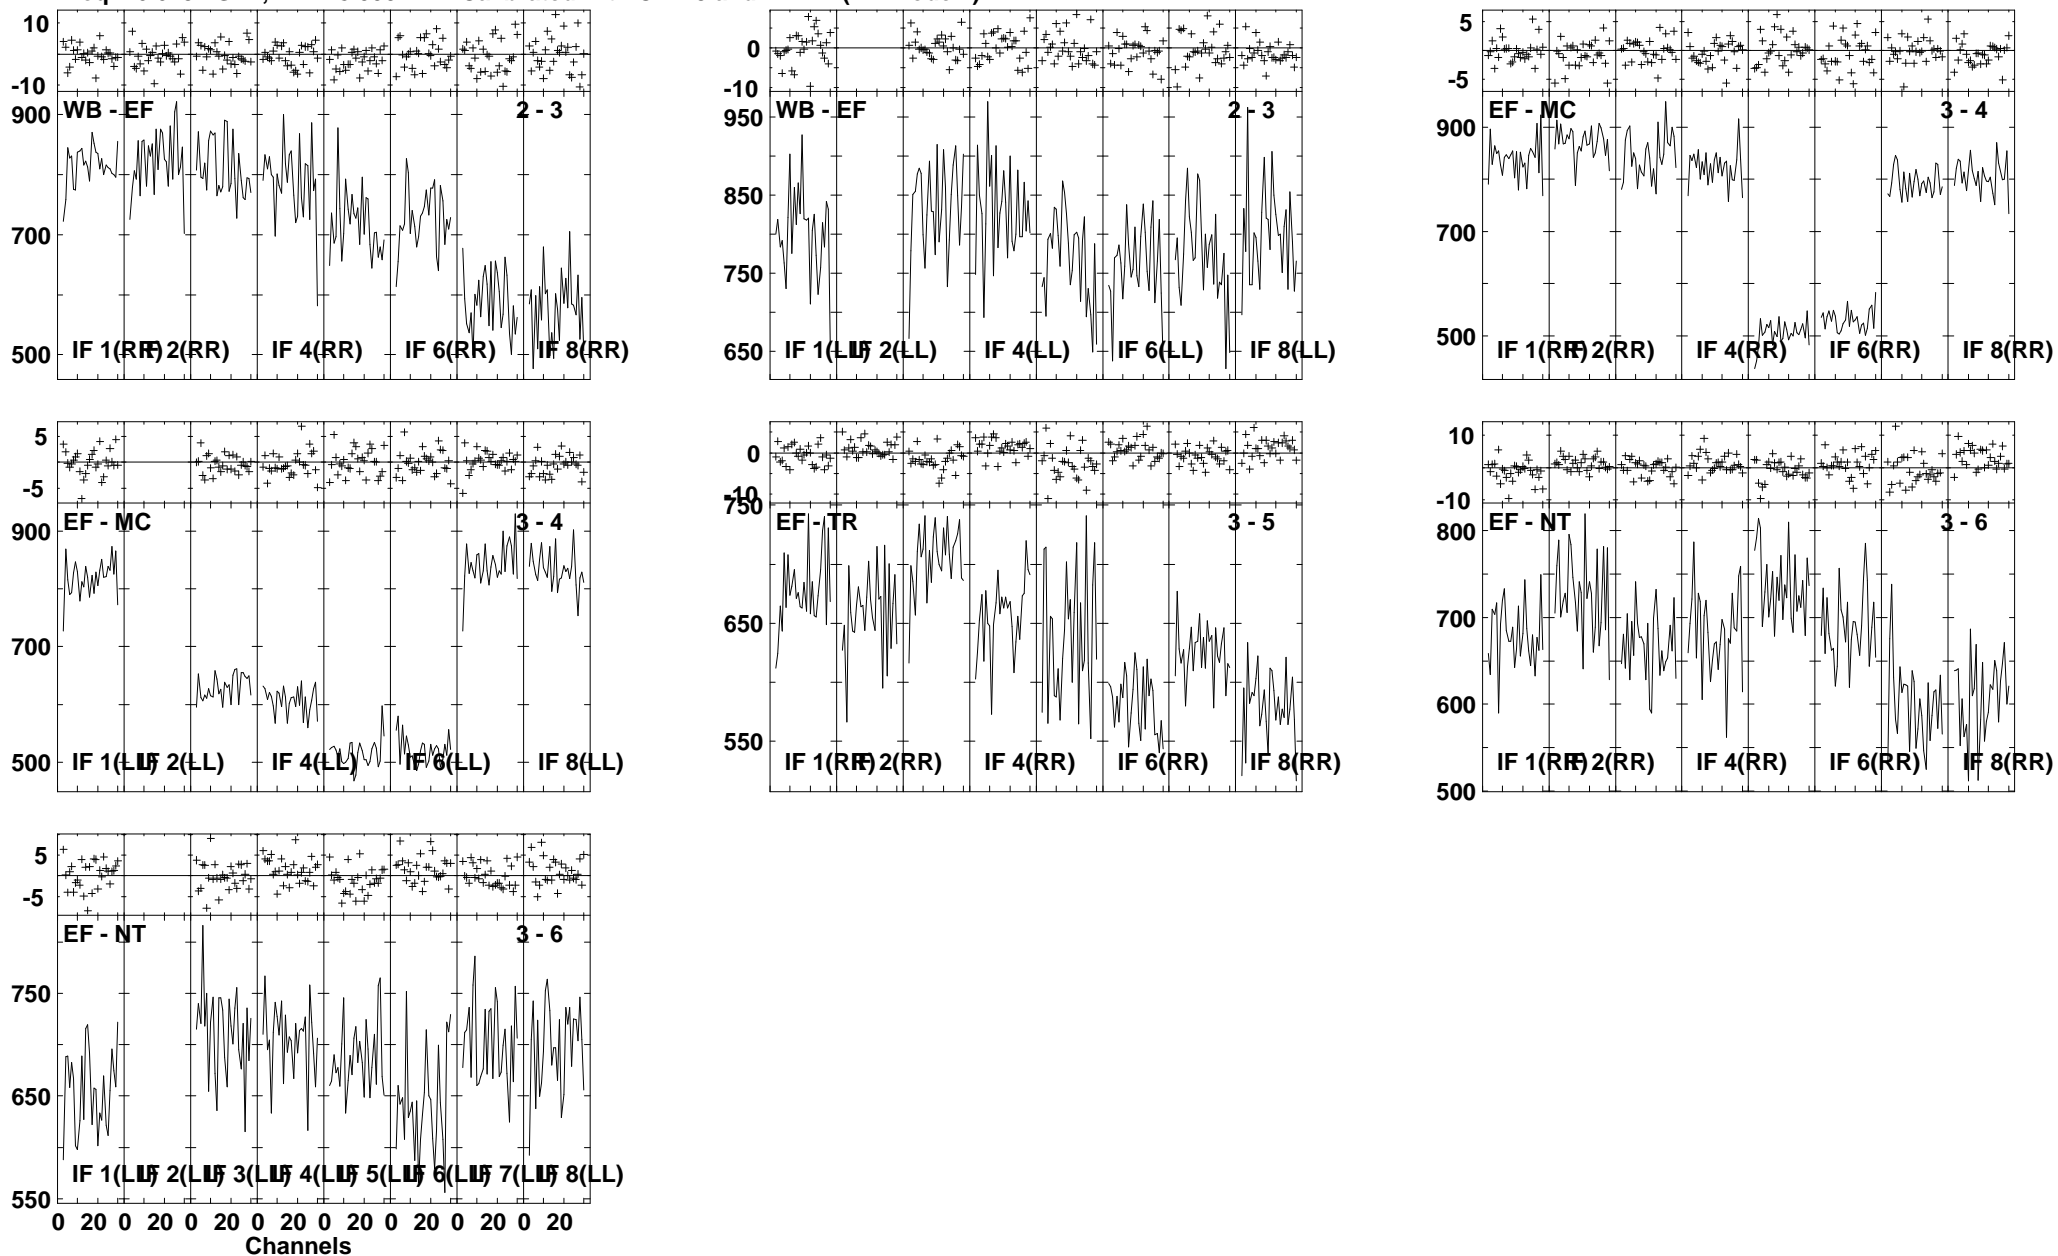 10
-10
900
700
500
WB - EF
2 - 3
IF 1(RR)
IF 2(RR)
IF 4(RR)
IF 6(RR)
IF 8(RR)
0
-10
950
850
750
650
WB - EF
2 - 3
IF 1(LL)
IF 2(LL)
IF 4(LL)
IF 6(LL)
IF 8(LL)
5
-5
900
700
500
EF - MC
3 - 4
IF 1(RR)
IF 2(RR)
IF 4(RR)
IF 6(RR)
IF 8(RR)
5
-5
900
700
500
EF - MC
3 - 4
IF 1(LL)
IF 2(LL)
IF 4(LL)
IF 6(LL)
IF 8(LL)
0
-10
750
650
550
EF - TR
3 - 5
IF 1(RR)
IF 2(RR)
IF 4(RR)
IF 6(RR)
IF 8(RR)
10
-10
800
700
600
500
EF - NT
3 - 6
IF 1(RR)
IF 2(RR)
IF 4(RR)
IF 6(RR)
IF 8(RR)
5
-5
750
650
550
EF - NT
3 - 6
IF 1(LL)
IF 2(LL)
IF 3(LL)
IF 4(LL)
IF 5(LL)
IF 6(LL)
IF 7(LL)
IF 8(LL)
0 20 0 20 0 20 0 20 0 20 0 20 0 20 0 20
Channels